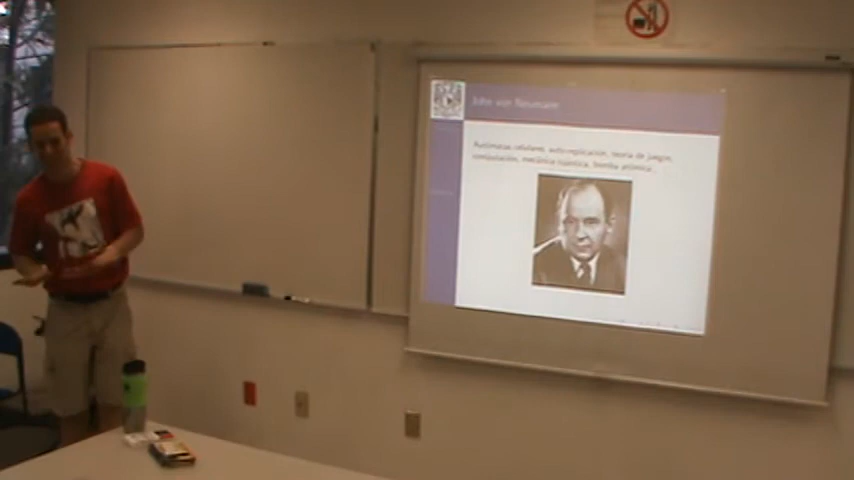 John von Neumann
Autómatas celulares, auto-replicación, teoría de juegos,
computación, mecánica cuántica, bomba atómica...